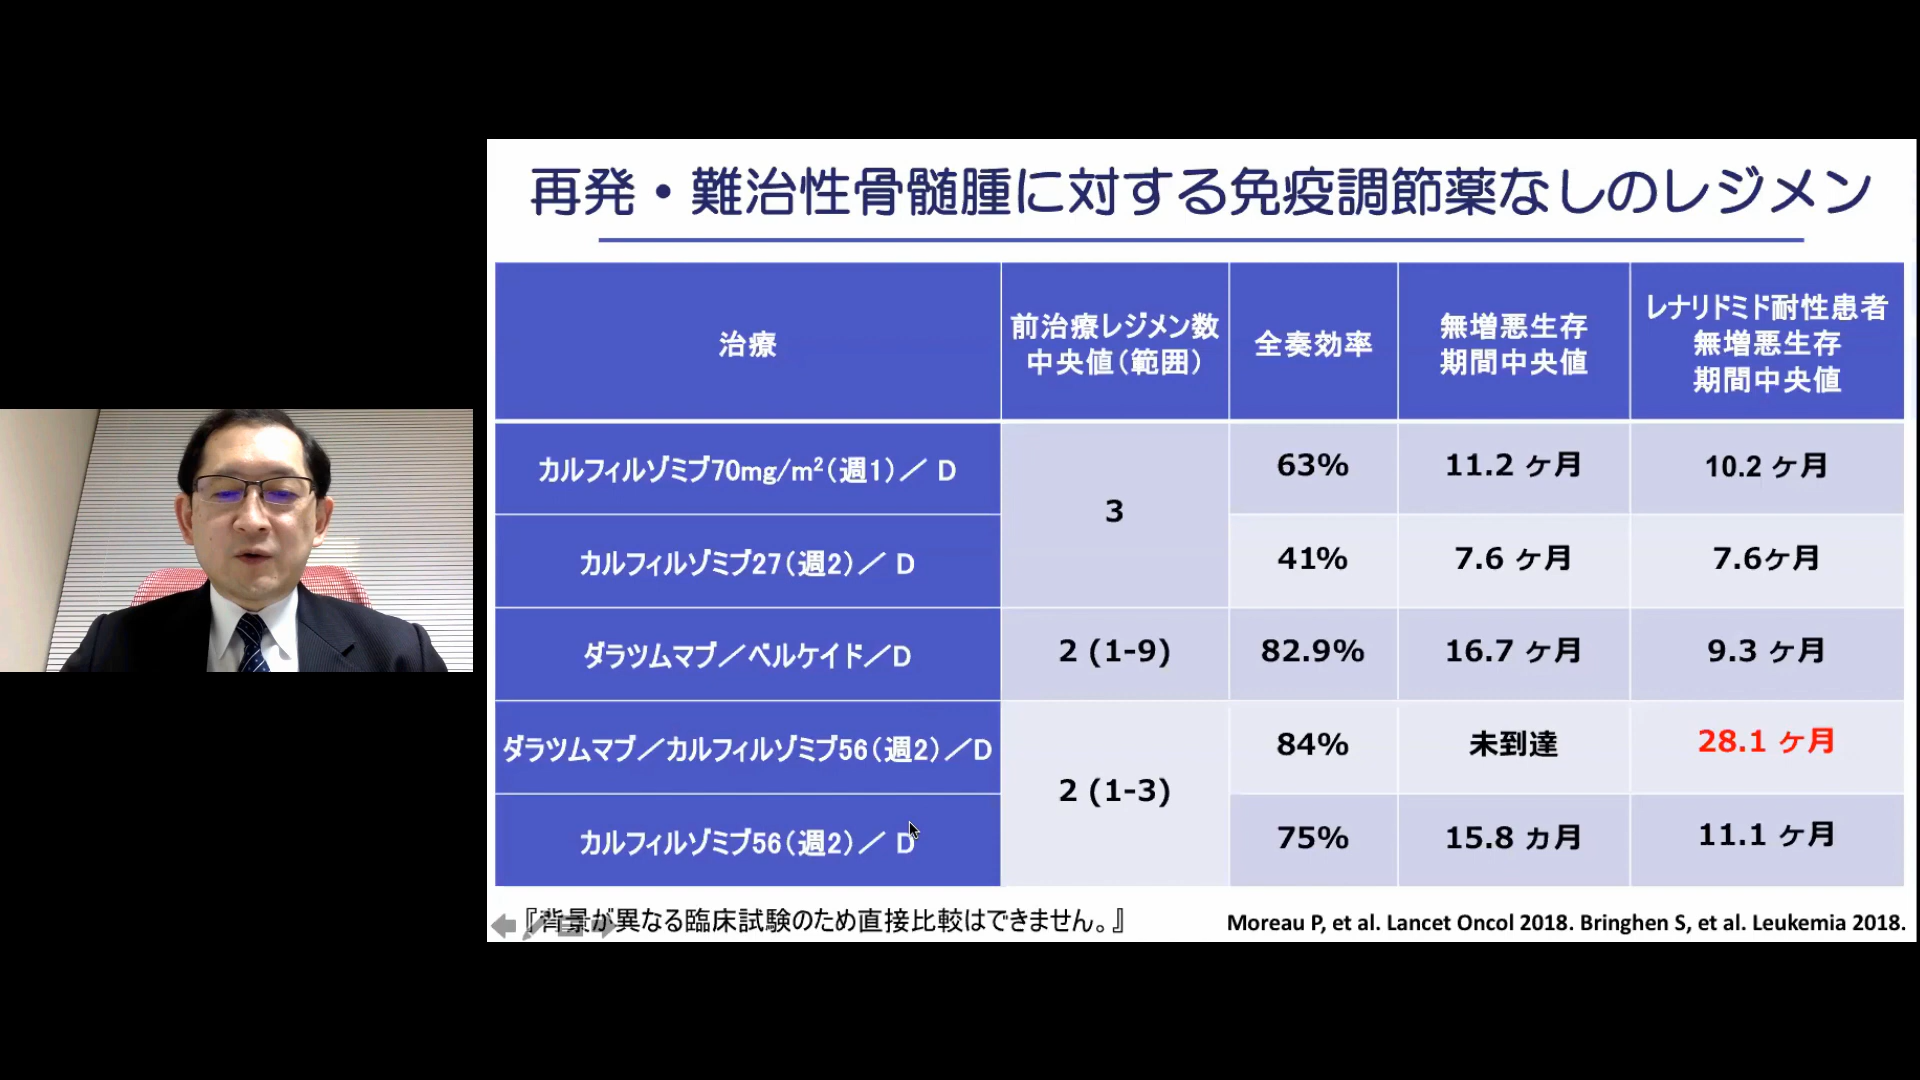 再発・難治性骨髄腫に対する免疫調節薬なしのレジメン
治療
前治療レジメン数
中央値（範囲）
全奏効率
無増悪生存
期間中央値
レナリドミド耐性患者
無増悪生存
期間中央値
カルフィルゾミブ70mg/m²（週1）／ D
3
63%
11.2 ヶ月
10.2 ヶ月
カルフィルゾミブ27（週2）／ D
41%
7.6 ヶ月
7.6ヶ月
ダラツムマブ／ベルケイド／D
2 (1-9)
82.9%
16.7 ヶ月
9.3 ヶ月
ダラツムマブ／カルフィルゾミブ56（週2）／D
2 (1-3)
84%
未到達
28.1 ヶ月
カルフィルゾミブ56（週2）／ D
75%
15.8 カ月
11.1 ヶ月
『背景が異なる臨床試験のため直接比較はできません。』
Moreau P, et al. Lancet Oncol 2018. Bringhen S, et al. Leukemia 2018.